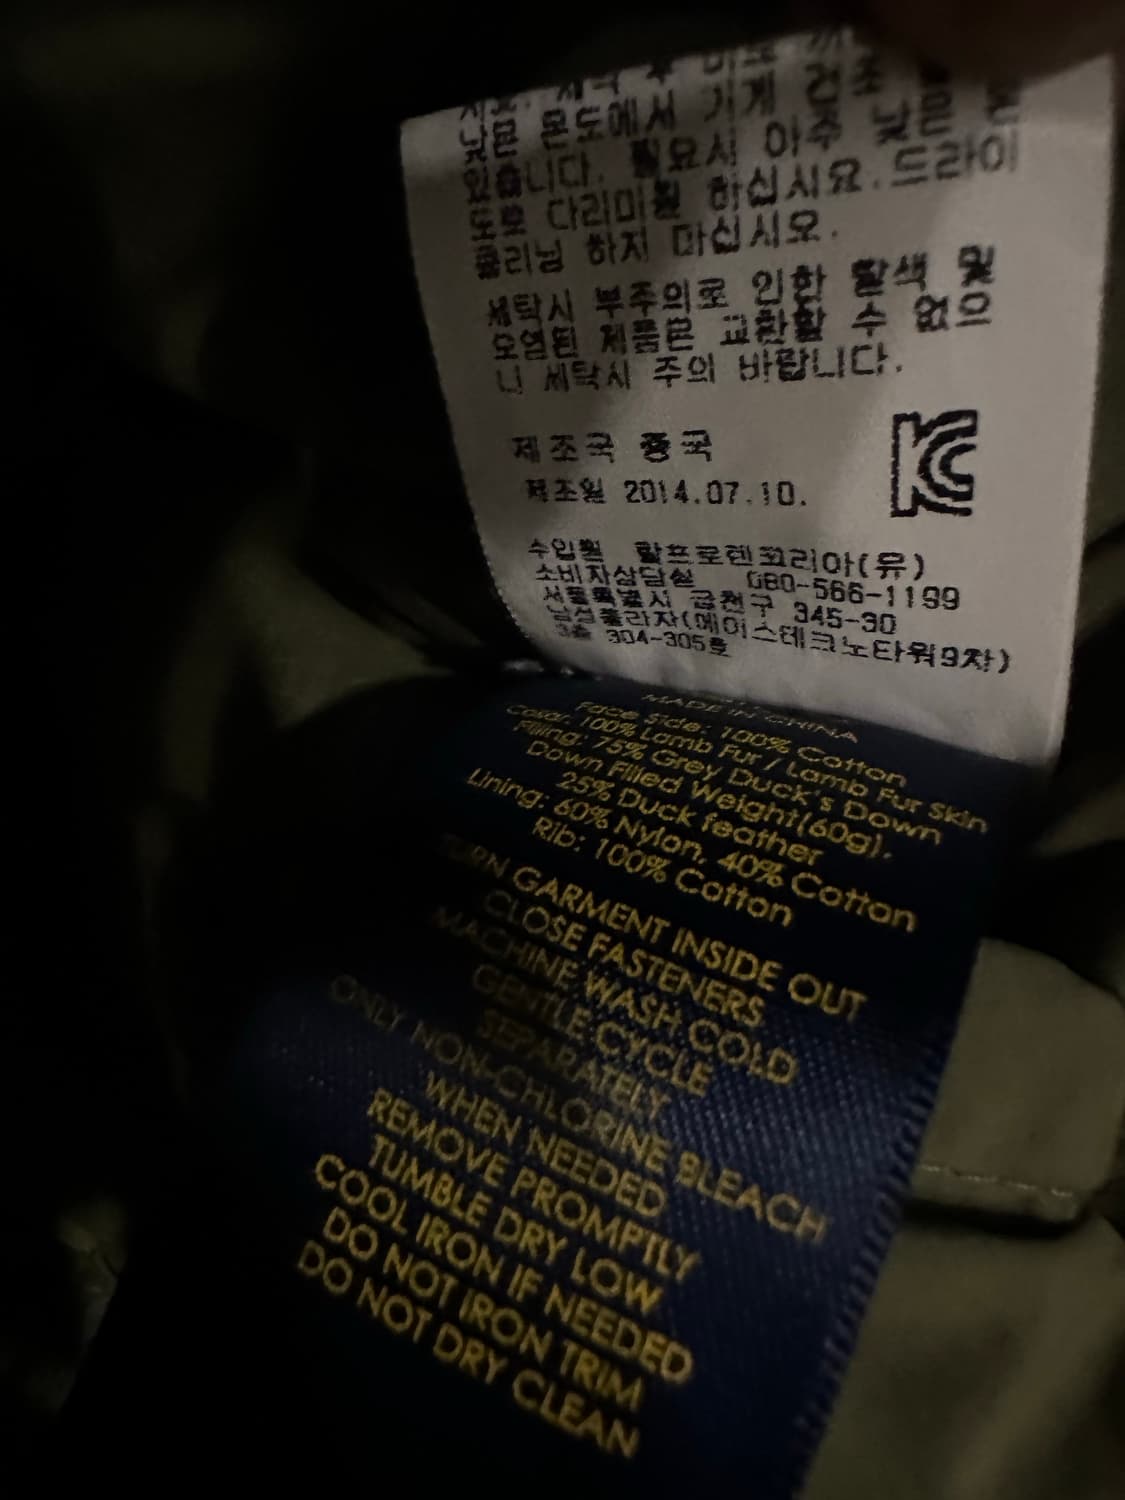 낮은 온도에서 기계 건조
있습니다. 필요시 아주 낮은 온
도로 다리미질 하십시요. 드라이
클리닝 하지 마십시오.
세탁시 부주의로 인한 탈색 및
오염된 제품은 교환할 수 없으
니 세탁시 주의 바랍니다.
제조국 중국
제조일 2014.07.10.
수입원 랄프로렌코리아(유)
소비자상담실 080-566-1199
서울특별시 금천구 345-30
남성플라자(에이스테크노타워9차)
3층 304-305호
MADE IN CHINA
Face side: 100% Cotton
Collar: 100% Lamb Fur / Lamb Fur Skin
Filling: 75% Grey Duck's Down
Down Filled Weight(60g).
25% Duck feather
Lining: 60% Nylon, 40% Cotton
Rib: 100% Cotton
TURN GARMENT INSIDE OUT
CLOSE FASTENERS
MACHINE WASH COLD
GENTLE CYCLE
SEPARATELY
ONLY NON-CHLORINE BLEACH
WHEN NEEDED
REMOVE PROMPTLY
TUMBLE DRY LOW
COOL IRON IF NEEDED
DO NOT IRON TRIM
DO NOT DRY CLEAN